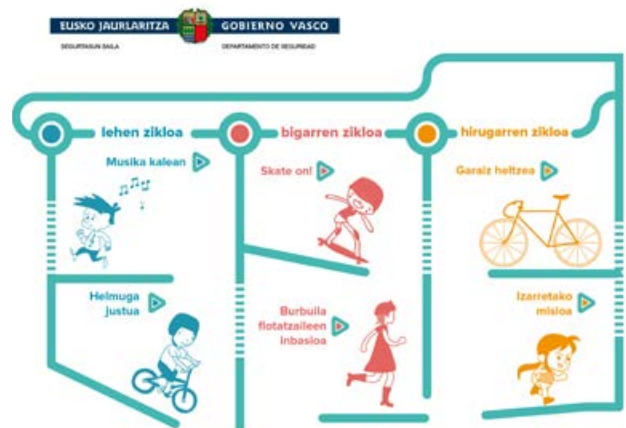 EUSKO JAURLARITZA
GOBIERNO VASCO
SEGURTASUN SAILA
DEPARTAMENTO DE SEGURIDAD
lehen zikloa
bigarren zikloa
hirugarren zikloa
Musika kalean
Skate on!
Garaiz heltzea
Helmuga
justua
Burbuila
flotatzaileen
inbasioa
Izarretako
misioa